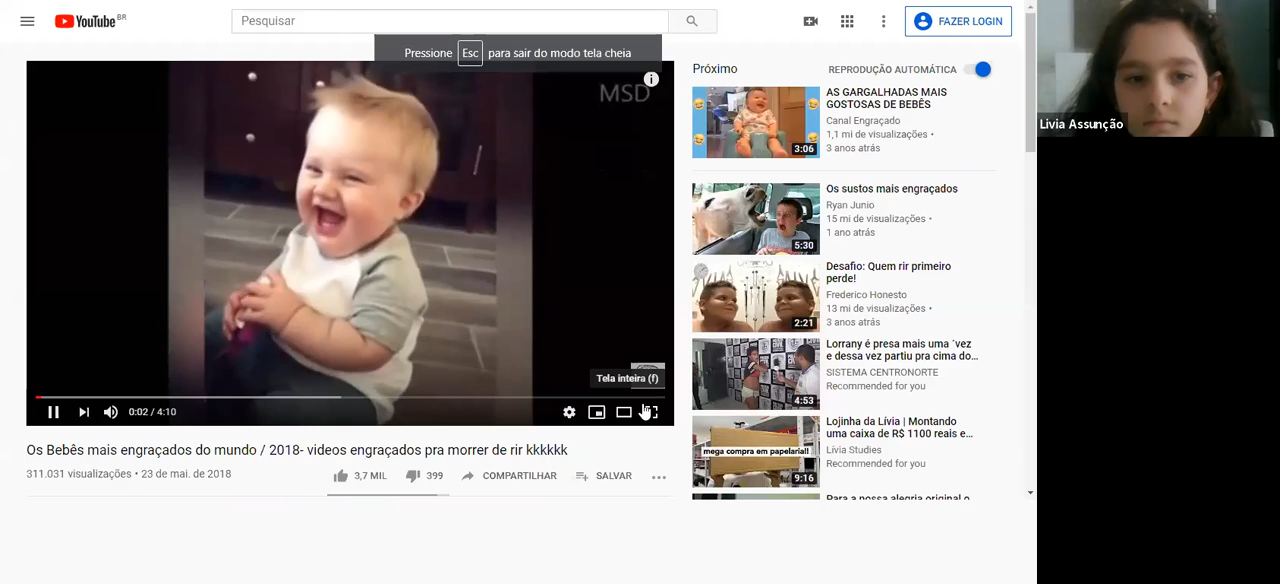 YouTube BR
Pesquisar
FAZER LOGIN
Pressione Esc para sair do modo tela cheia
MSD
Tela inteira (f)
0:02 / 4:10
Os Bebês mais engraçados do mundo / 2018- videos engraçados pra morrer de rir kkkkkk
311.031 visualizações • 23 de mai. de 2018
3,7 MIL
399
COMPARTILHAR
SALVAR
Próximo
REPRODUÇÃO AUTOMÁTICA
AS GARGALHADAS MAIS
GOSTOSAS DE BEBÊS
Canal Engraçado
1,1 mi de visualizações •
3 anos atrás
3:06
Os sustos mais engraçados
Ryan Junio
15 mi de visualizações •
1 ano atrás
5:30
Desafio: Quem rir primeiro
perde!
Frederico Honesto
13 mi de visualizações •
3 anos atrás
2:21
Lorrany é presa mais uma ´vez
e dessa vez partiu pra cima do...
SISTEMA CENTRONORTE
Recommended for you
4:53
Lojinha da Lívia | Montando
uma caixa de R$ 1100 reais e...
Lívia Studies
Recommended for you
mega compra em papelaria!!
9:16
Para a nossa alegria original o
Livia Assunção